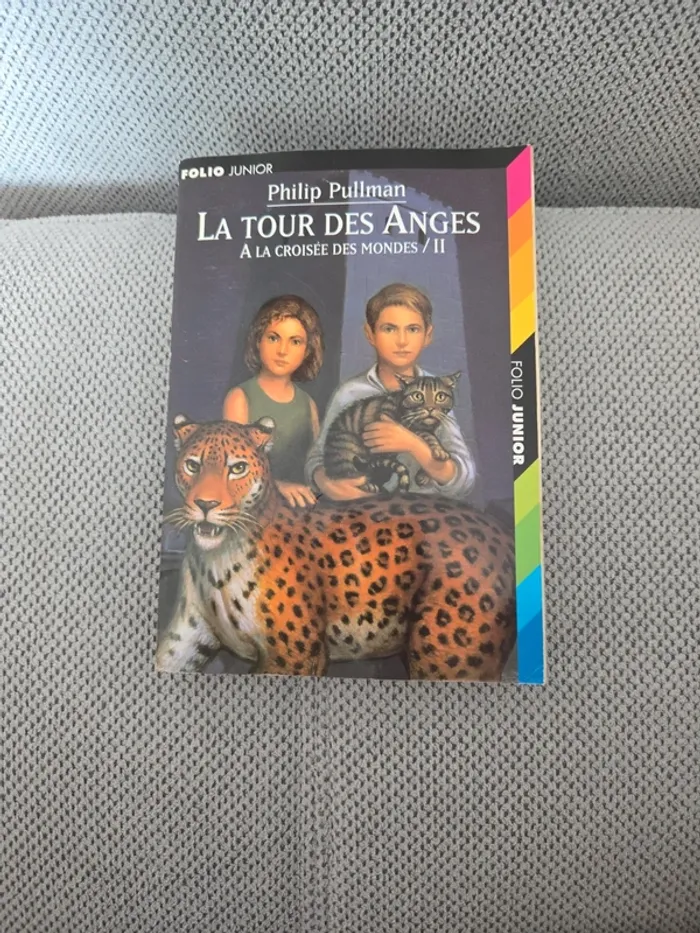 FOLIO JUNIOR
Philip Pullman
LA TOUR DES ANGES
A LA CROISÉE DES MONDES / II
FOLIO JUNIOR